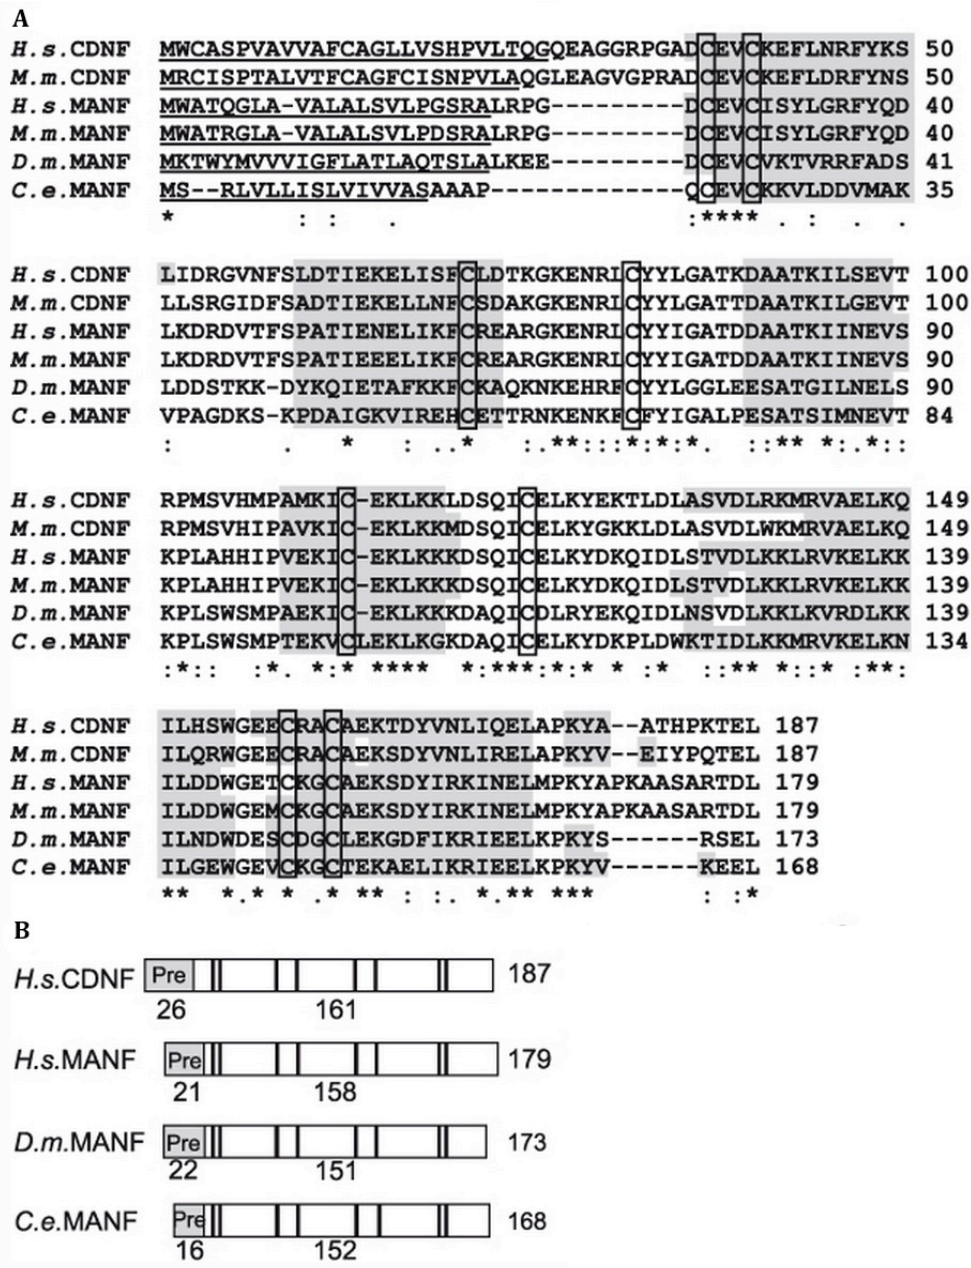 A
H.s.CDNF MWCASPVAVVAFCAGLLVSHPVLTQGQEAGGRPGADCEVCKEFLNRFYKS 50
M.m.CDNF MRCISPTALVTFCAGFCISNPVLAQGLEAGVGPRADCEVCKEFLDRFYNS 50
H.s.MANF MWATQGLA-VALALSVLPGSRALRPG---------DCEVCISYLGRFYQD 40
M.m.MANF MWATRGLA-VALALSVLPDSRALRPG---------DCEVCISYLGRFYQD 40
D.m.MANF MKTWYMVVVIGFLATLAQTSLALKEE---------DCEVCVKTVRRFADS 41
C.e.MANF MS--RLVLLISLVIVVASAAAP-------------QCEVCKKVLDDVMAK 35
* : : . :**** . : . .
H.s.CDNF LIDRGVNFSLDTIEKELISFCLDTKGKENRLCYYLGATKDAATKILSEVT 100
M.m.CDNF LLSRGIDFSADTIEKELLNFCSDAKGKENRLCYYLGATTDAATKILGEVT 100
H.s.MANF LKDRDVTFSPATIENELIKFCREARGKENRLCYYIGATDDAATKIINEVS 90
M.m.MANF LKDRDVTFSPATIEEELIKFCREARGKENRLCYYIGATDDAATKIINEVS 90
D.m.MANF LDDSTKK-DYKQIETAFKKFCKAQKNKEHRFCYYLGGLEESATGILNELS 90
C.e.MANF VPAGDKS-KPDAIGKVIREHCETTRNKENKFCFYIGALPESATSIMNEVT 84
: . * : ..* :.**:::*:*:*. ::** *:.*::
H.s.CDNF RPMSVHMPAMKIC-EKLKKLDSQICELKYEKTLDLASVDLRKMRVAELKQ 149
M.m.CDNF RPMSVHIPAVKIC-EKLKKMDSQICELKYGKKLDLASVDLWKMRVAELKQ 149
H.s.MANF KPLAHHIPVEKIC-EKLKKKDSQICELKYDKQIDLSTVDLKKLRVKELKK 139
M.m.MANF KPLAHHIPVEKIC-EKLKKKDSQICELKYDKQIDLSTVDLKKLRVKELKK 139
D.m.MANF KPLSWSMPAEKIC-EKLKKKDAQICDLRYEKQIDLNSVDLKKLKVRDLKK 139
C.e.MANF KPLSWSMPTEKVCLEKLKGKDAQICELKYDKPLDWKTIDLKKMRVKELKN 134
:*:: :*. *:* **** *:***:*:* * :* ::** *::* :**:
H.s.CDNF ILHSWGEECRACAEKTDYVNLIQELAPKYA--ATHPKTEL 187
M.m.CDNF ILQRWGEECRACAEKSDYVNLIRELAPKYV--EIYPQTEL 187
H.s.MANF ILDDWGETCKGCAEKSDYIRKINELMPKYAPKAASARTDL 179
M.m.MANF ILDDWGEMCKGCAEKSDYIRKINELMPKYAPKAASARTDL 179
D.m.MANF ILNDWDESCDGCLEKGDFIKRIEELKPKYS------RSEL 173
C.e.MANF ILGEWGEVCKGCTEKAELIKRIEELKPKYV------KEEL 168
** *.* * .* ** : :. *.** *** : :*
B
H.s.CDNF Pre 187
26 161
H.s.MANF Pre 179
21 158
D.m.MANF Pre 173
22 151
C.e.MANF Pre 168
16 152